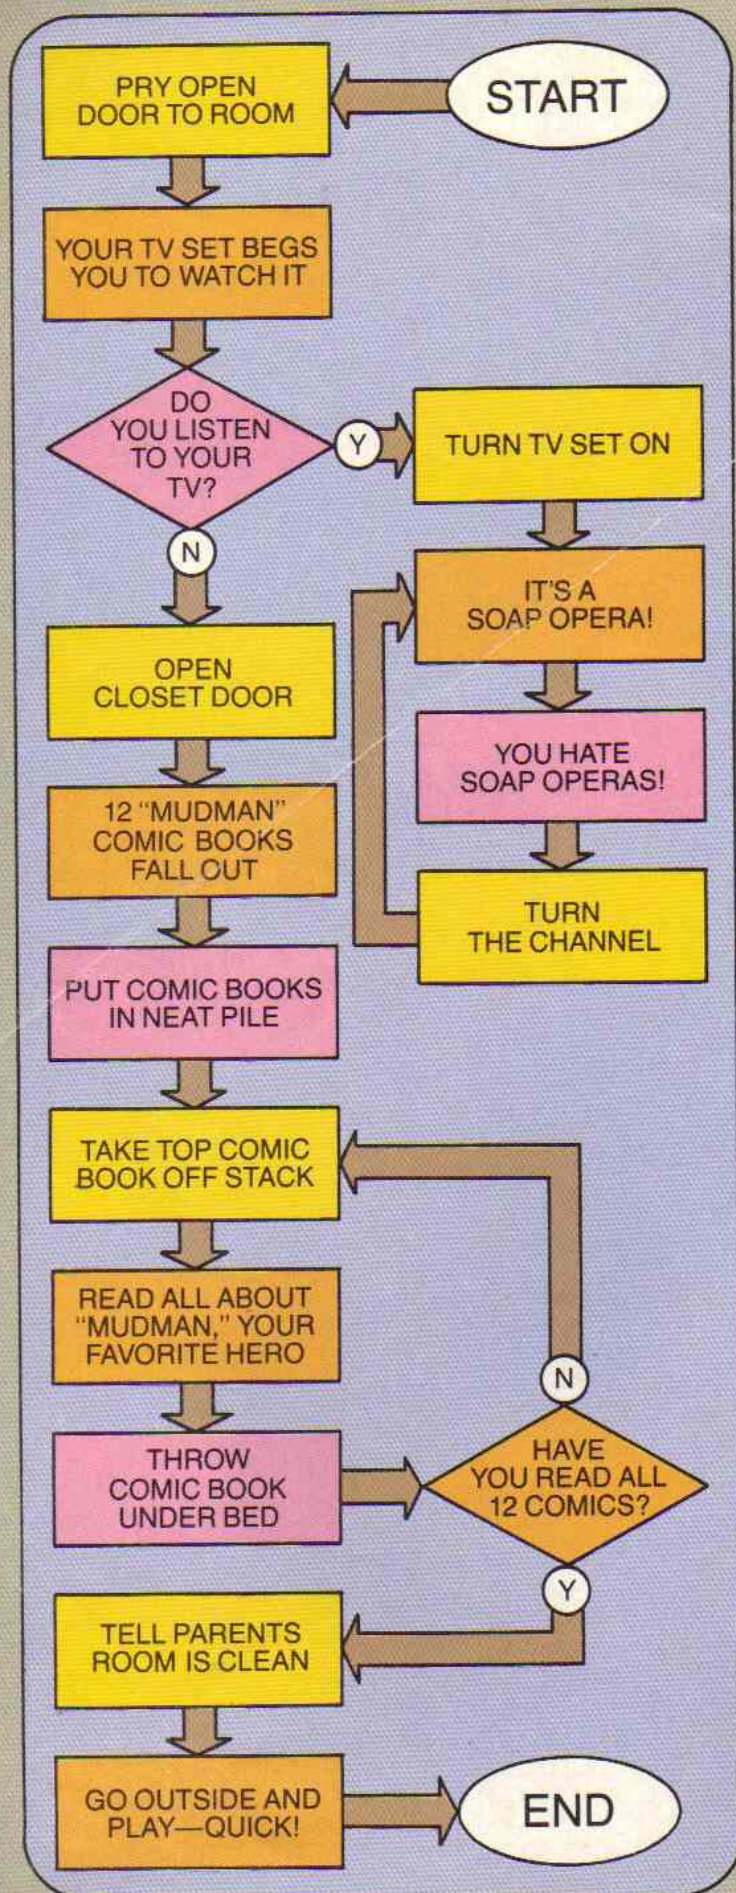 START
PRY OPEN
DOOR TO ROOM
YOUR TV SET BEGS
YOU TO WATCH IT
DO
YOU LISTEN
TO YOUR
TV?
Y
TURN TV SET ON
IT'S A
SOAP OPERA!
YOU HATE
SOAP OPERAS!
TURN
THE CHANNEL
N
OPEN
CLOSET DOOR
12 "MUDMAN"
COMIC BOOKS
FALL OUT
PUT COMIC BOOKS
IN NEAT PILE
TAKE TOP COMIC
BOOK OFF STACK
READ ALL ABOUT
"MUDMAN," YOUR
FAVORITE HERO
THROW
COMIC BOOK
UNDER BED
HAVE
YOU READ ALL
12 COMICS?
N
Y
TELL PARENTS
ROOM IS CLEAN
GO OUTSIDE AND
PLAY—QUICK!
END